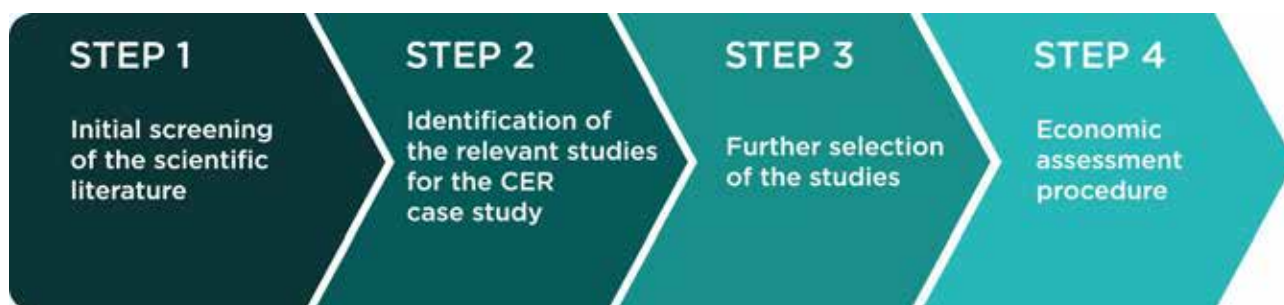 STEP 1
Initial screening
of the scientific
literature
STEP 2
Identification of
the relevant studies
for the CER
case study
STEP 3
Further selection
of the studies
STEP 4
Economic
assessment
procedure